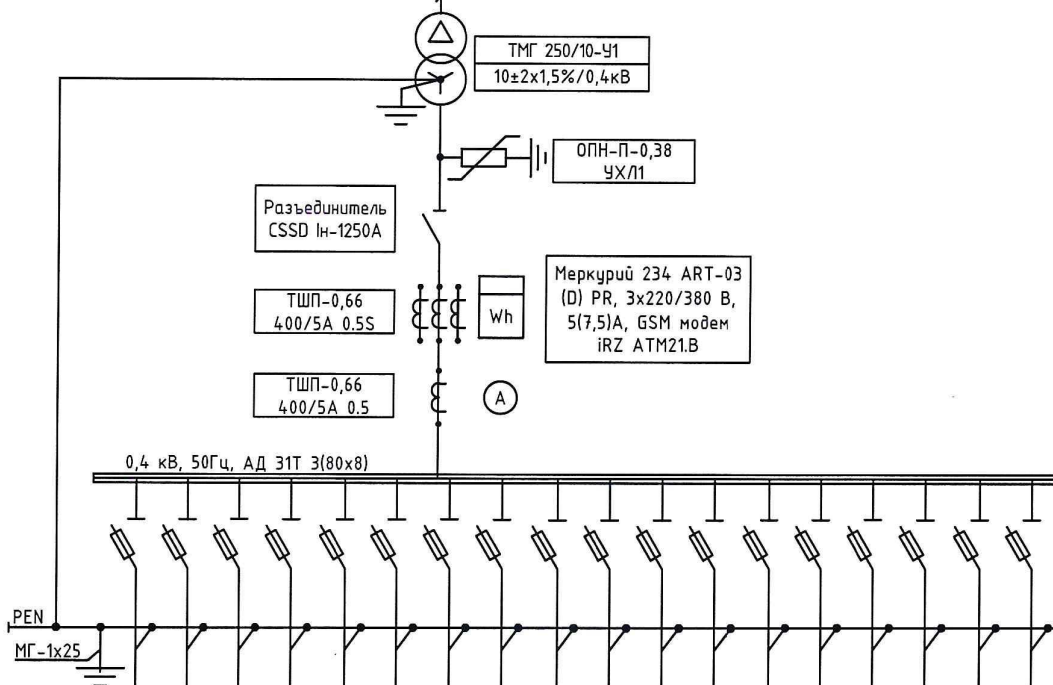 ТМГ 250/10-У1
10±2х1,5%/0,4кВ
ОПН-П-0,38
УХЛ1
Разъединитель
CSSD Iн-1250А
ТШП-0,66
400/5А 0.5S
Wh
Меркурий 234 ART-03
(D) PR, 3х220/380 В,
5(7,5)А, GSM модем
iRZ ATM21.B
ТШП-0,66
400/5А 0.5
A
0,4 кВ, 50Гц, АД 31Т 3(80х8)
PEN
МГ-1х25